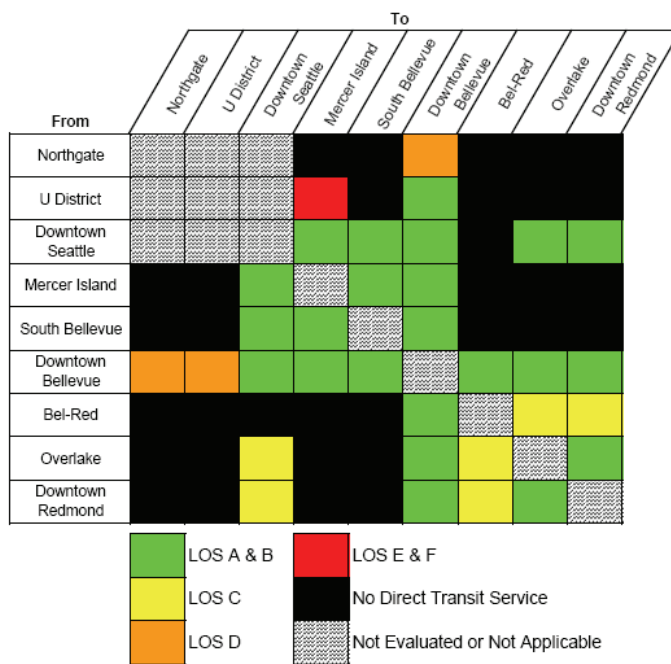 To
Northgate
U District
Downtown
Seattle
Mercer Island
South Bellevue
Downtown
Bellevue
Bel-Red
Overlake
Downtown
Redmond
From
Northgate
U District
Downtown
Seattle
Mercer Island
South Bellevue
Downtown
Bellevue
Bel-Red
Overlake
Downtown
Redmond
LOS A & B
LOS E & F
LOS C
No Direct Transit Service
LOS D
Not Evaluated or Not Applicable